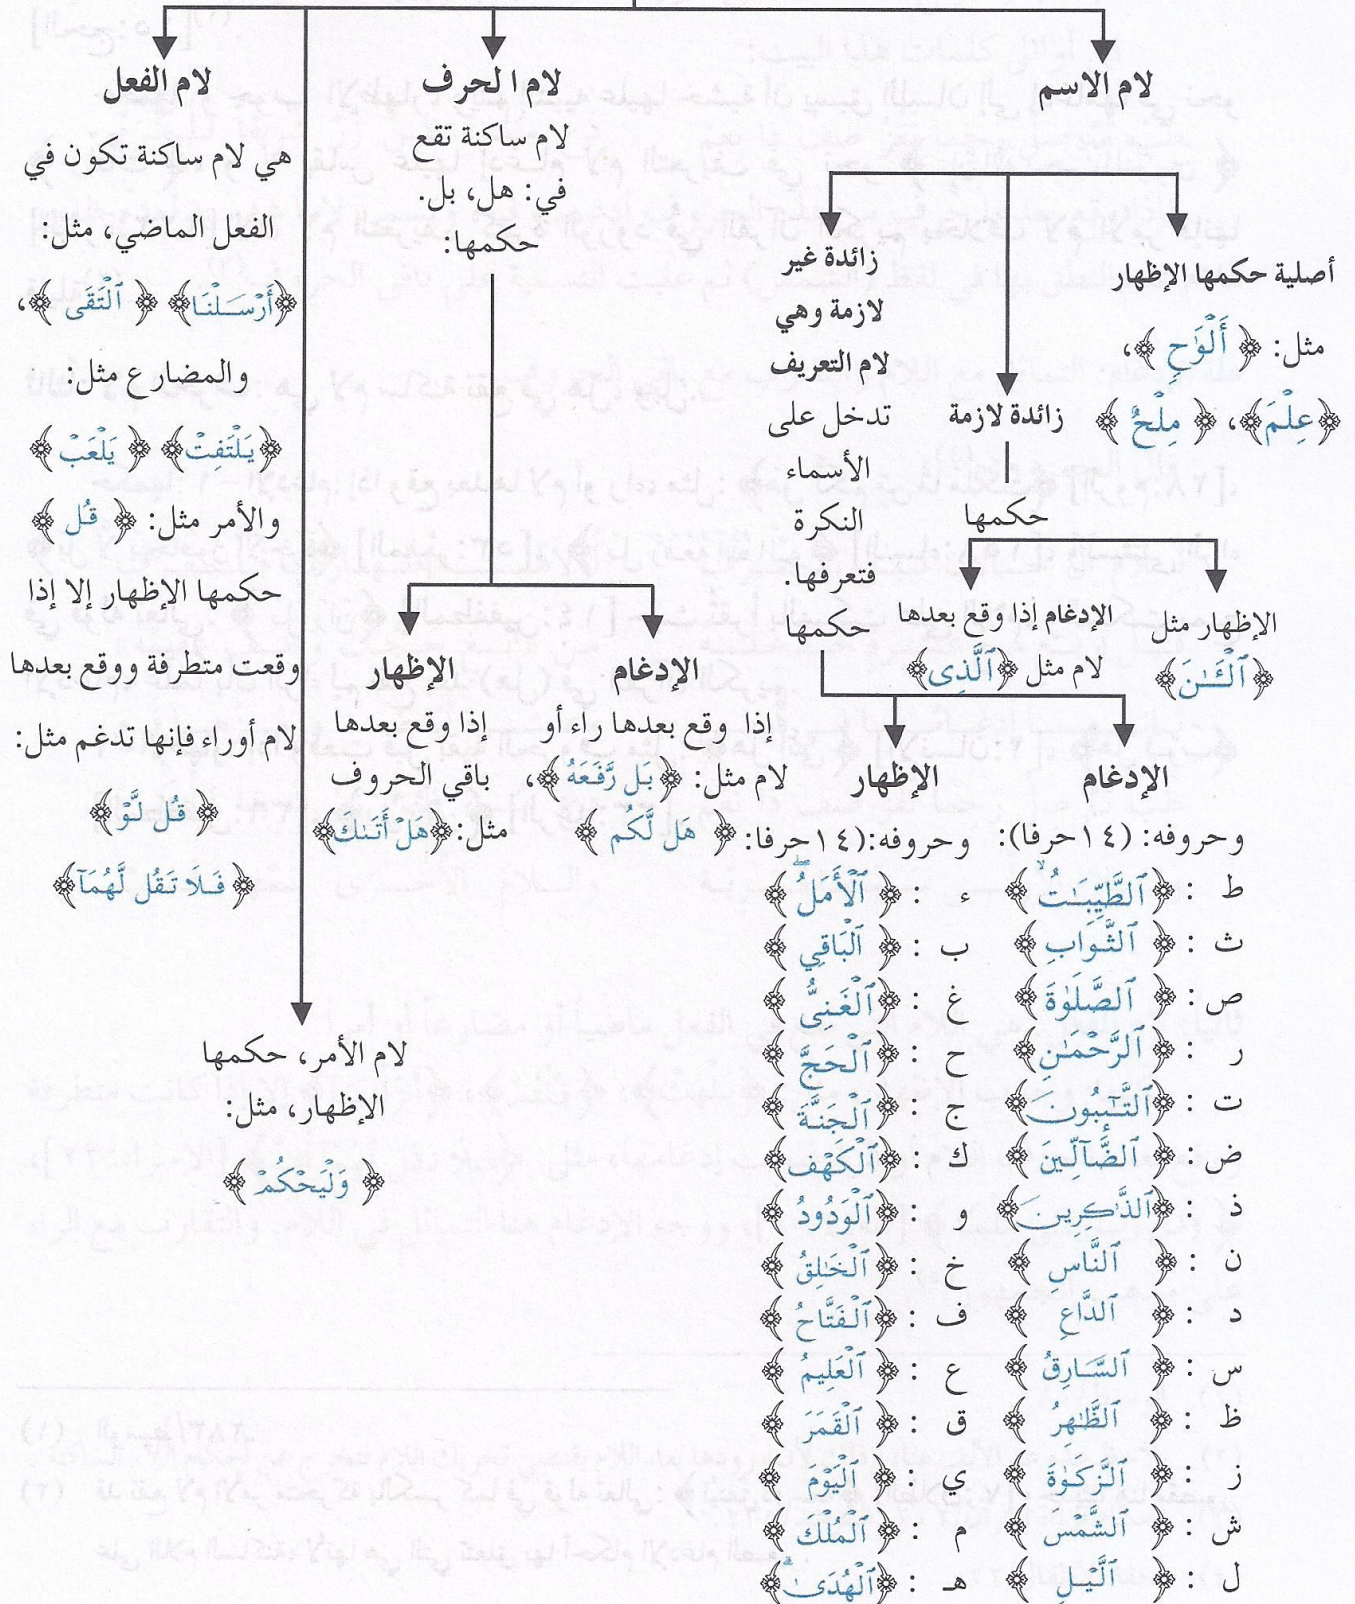 لام الاسم
أصلية حكمها الإظهار
مثل: ﴿ أَلْوَٰحٍ ﴾،
﴿عِلْمَ﴾، ﴿ مِلْحٌ ﴾
زائدة لازمة
حكمها
الإظهار مثل
﴿ ٱلْـَٰٔنَ﴾
الإدغام إذا وقع بعدها
لام مثل ﴿ٱلَّذِى﴾
زائدة غير
لازمة وهي
لام التعريف
تدخل على
الأسماء
النكرة
فتعرفها.
حكمها
الإدغام
وحروفه: (١٤حرفا):
ط : ﴿ٱلطَّيِّبَـٰتُ ۙ﴾
ث : ﴿ ٱلثَّوَابِ ﴾
ص: ﴿ ٱلصَّلَوٰةَ ﴾
ر : ﴿ٱلرَّحْمَـٰنِ﴾
ت : ﴿ٱلتَّـٰٓئِبُونَ﴾
ض: ﴿ ٱلضَّآلِّينَ ﴾
ذ : ﴿ٱلذَّٰكِرِينَ﴾
ن : ﴿ ٱلنَّاسِ ﴾
د : ﴿ ٱلدَّاعِ ﴾
س : ﴿ ٱلسَّارِقُ ﴾
ظ : ﴿ ٱلظَّـٰهِرُ ﴾
ز : ﴿ ٱلزَّكَوٰةَ ﴾
ش : ﴿ ٱلشَّمْسَ ﴾
ل : ﴿ ٱلَّيْلِ ﴾
الإظهار
وحروفه:(١٤حرفا:
ء : ﴿ ٱلْأَمَلُ ۖ﴾
ب : ﴿ ٱلْبَاقِي ﴾
غ : ﴿ٱلْغَنِىُّ ﴾
ح : ﴿ٱلْحَجَّ ﴾
ج : ﴿ٱلْجَنَّةَ ﴾
ك : ﴿ٱلْكَهْفِ﴾
و : ﴿ٱلْوَدُودُ ﴾
خ : ﴿ٱلْخَـٰلِقُ ﴾
ف : ﴿ٱلْفَتَّاحُ ﴾
ع : ﴿ ٱلْعَلِيمُ ﴾
ق : ﴿ ٱلْقَمَرَ ﴾
ي : ﴿ ٱلْيَوْمَ ﴾
م : ﴿ ٱلْمُلْكَ ﴾
هـ : ﴿ٱلْهُدَىٰ ۗ﴾
لام الحرف
لام ساكنة تقع
في: هل، بل.
حكمها:
الإدغام
إذا وقع بعدها راء أو
لام مثل: ﴿بَل رَّفَعَهُ﴾،
﴿ هَل لَّكُم ﴾
الإظهار
إذا وقع بعدها
باقي الحروف
مثل:﴿هَلْ أَتَىٰكَ﴾
لام الفعل
هي لام ساكنة تكون في
الفعل الماضي، مثل:
﴿أَرْسَـلْنَا﴾ ﴿ ٱلْتَقَى ﴾،
والمضارع مثل:
﴿يَلْتَفِتْ﴾ ﴿ يَلْعَبْ ﴾
والأمر مثل: ﴿ قُل ﴾
حكمها الإظهار إلا إذا
وقعت متطرفة ووقع بعدها
لام أوراء فإنها تدغم مثل:
﴿ قُل لَّوْ ﴾
﴿ فَلَا تَقُل لَّهُمَآ﴾
لام الأمر، حكمها
الإظهار، مثل:
﴿ وَلْيَحْكُمْ ﴾